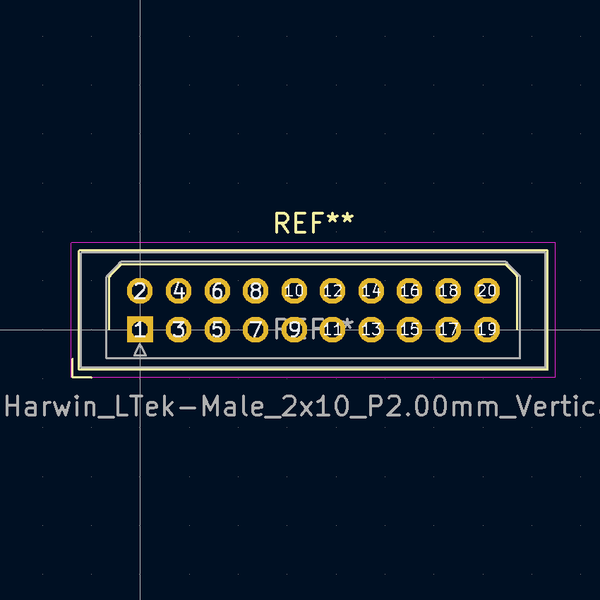 REF**
2 4 6 8 10 12 14 16 18 20
1 3 5 7 9 11 13 15 17 19
REF**
Harwin_LTek-Male_2x10_P2.00mm_Vertica